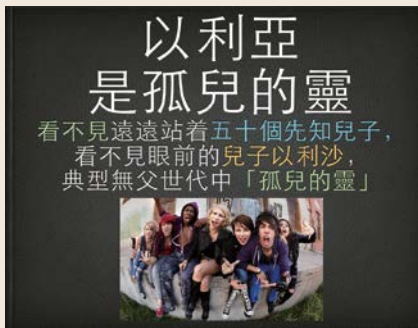 以利亞
是孤兒的靈
看不見遠遠站着五十個先知兒子，
看不見眼前的兒子以利沙，
典型無父世代中「孤兒的靈」